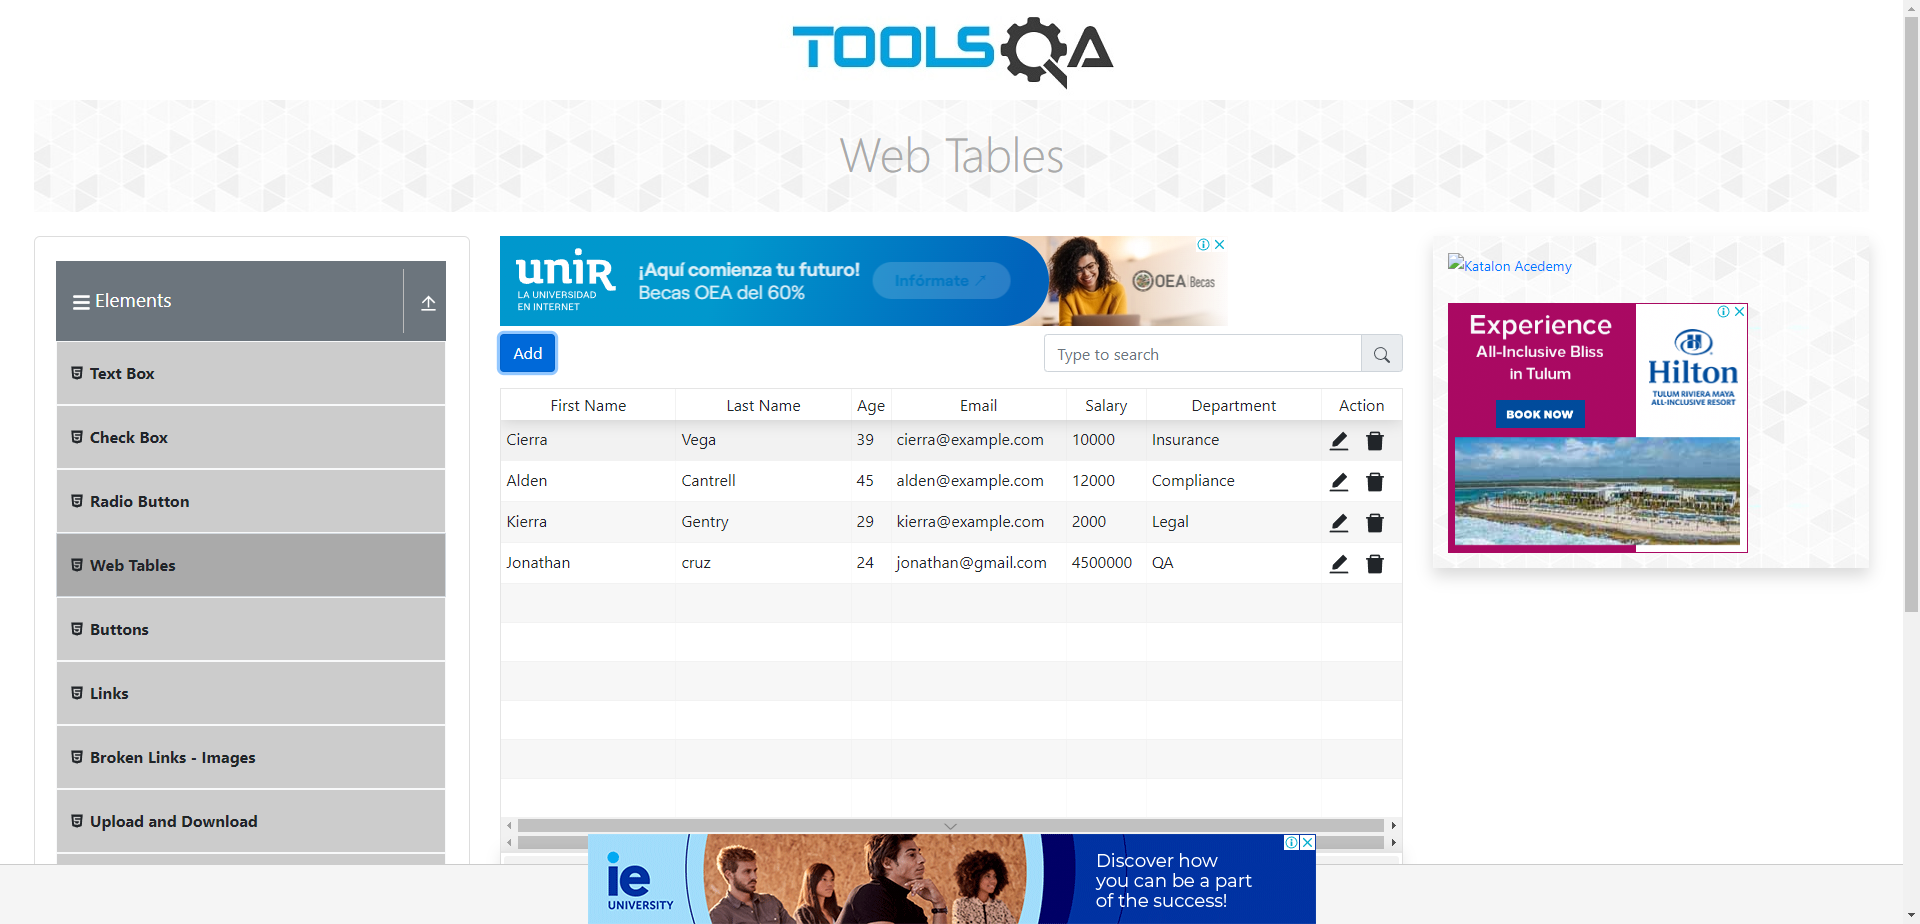 TOOLSQA
Web Tables
Elements
Text Box
Check Box
Radio Button
Web Tables
Buttons
Links
Broken Links - Images
Upload and Download
unir
LA UNIVERSIDAD
EN INTERNET
¡Aquí comienza tu futuro!
Becas OEA del 60%
Infórmate
OEA | Becas
Add
Type to search
First Name Last Name Age Email Salary Department Action
Cierra Vega 39 cierra@example.com 10000 Insurance
Alden Cantrell 45 alden@example.com 12000 Compliance
Kierra Gentry 29 kierra@example.com 2000 Legal
Jonathan cruz 24 jonathan@gmail.com 4500000 QA
Katalon Acedemy
Experience
All-Inclusive Bliss
in Tulum
BOOK NOW
Hilton
TULUM RIVIERA MAYA
ALL-INCLUSIVE RESORT
ie
UNIVERSITY
Discover how
you can be a part
of the success!